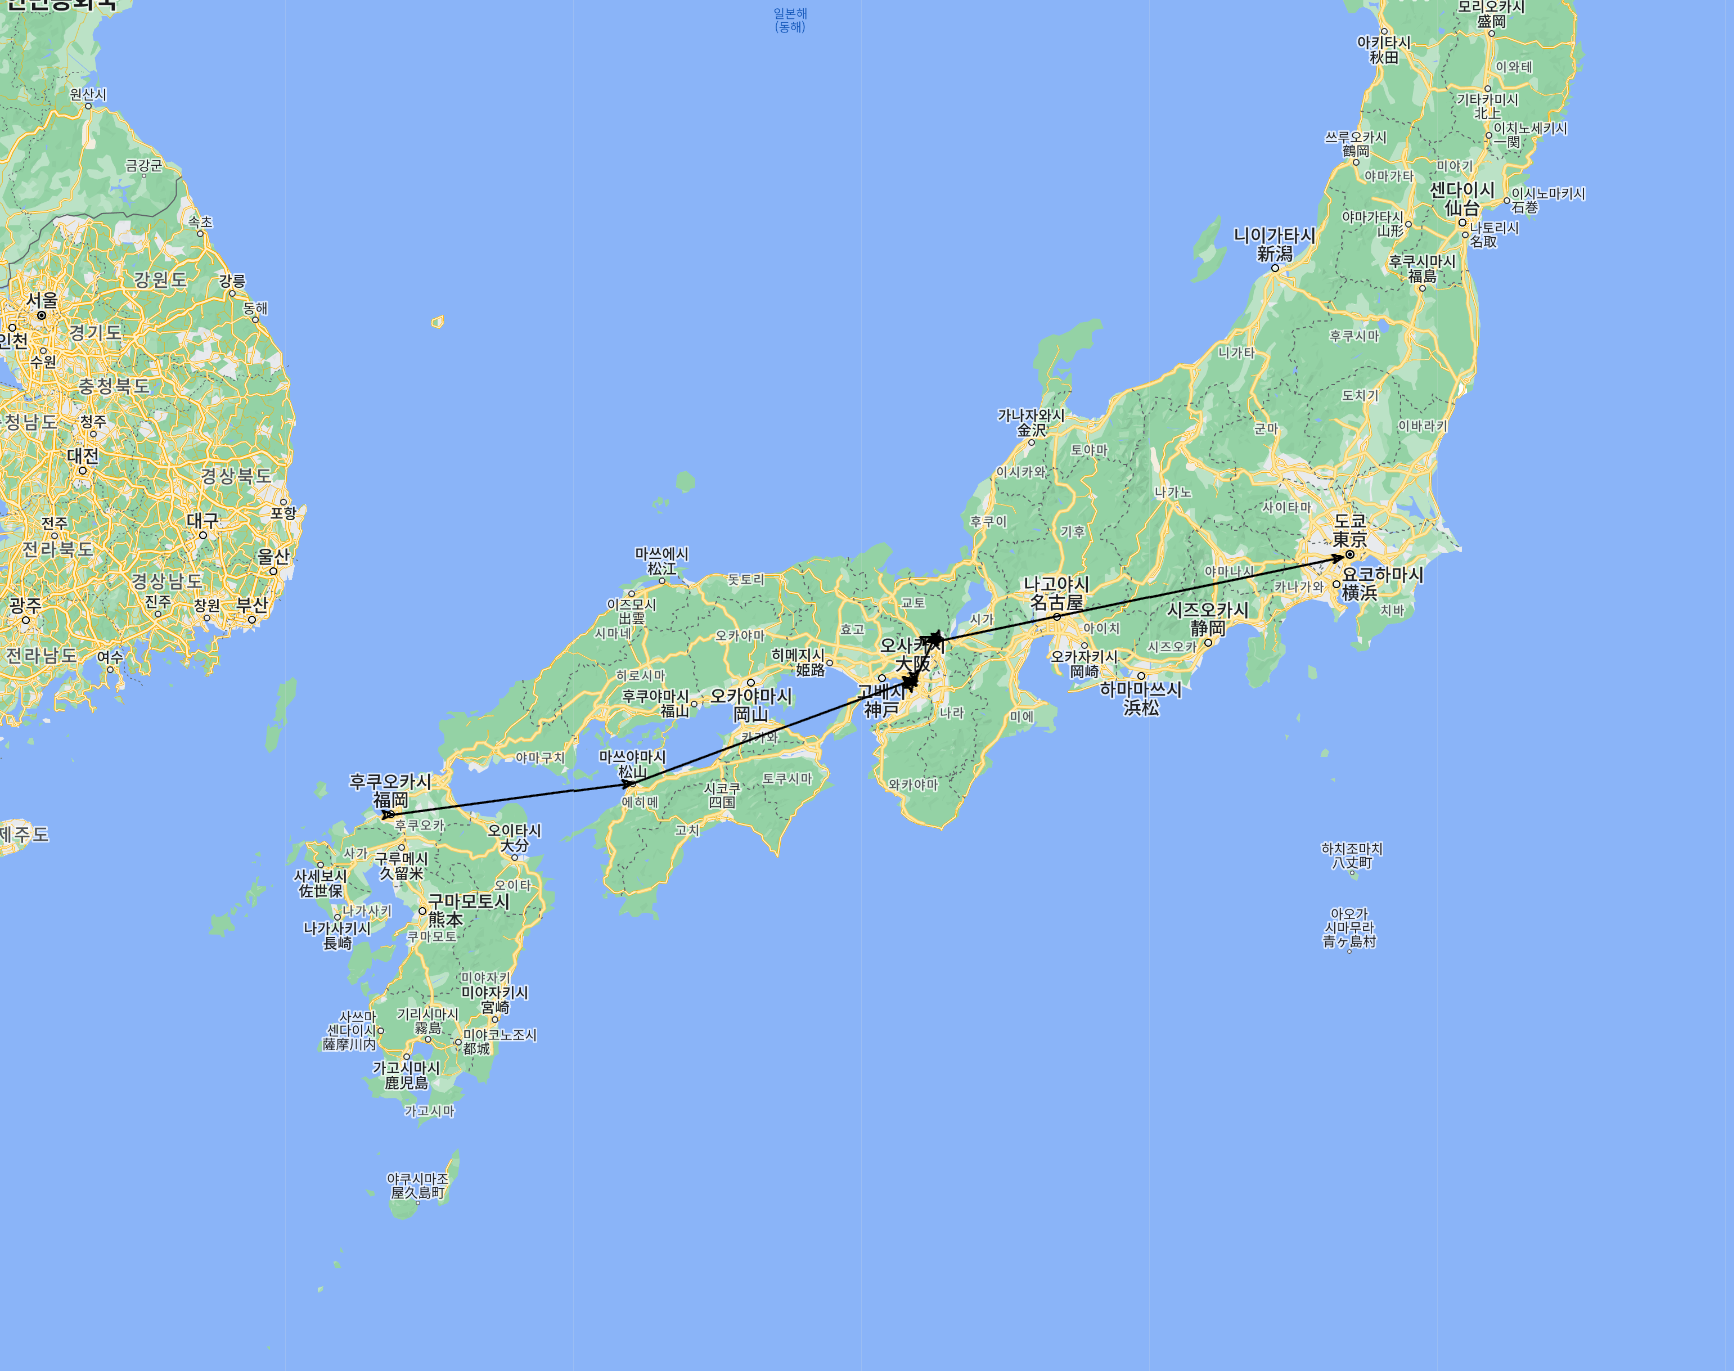 일본해
(동해)
모리오카시
盛岡
아키타시
秋田
이와테
원산시
기타카미시
北上
이치노세키시
一関
쓰루오카시
鶴岡
금강군
미야기
야마가타
센다이시
仙台
이시노마키시
石巻
야마가타시
山形
속초
나토리시
名取
니이가타시
新潟
후쿠시마시
福島
강원도
강릉
서울
동해
인천
경기도
수원
후쿠시마
니가타
충청북도
도치기
청주
가나자와시
金沢
군마
이바라키
대전
토야마
경상북도
이시카와
나가노
사이타마
포항
대구
전주
후쿠이
기후
도쿄
東京
전라북도
울산
마쓰에시
松江
돗토리
야마나시
경상남도
나고야시
名古屋
카나가와
요코하마시
横浜
진주
창원
부산
광주
이즈모시
出雲
교토
시즈오카시
静岡
치바
시마네
오카야마
효고
시가
아이치
전라남도
여수
히메지시
姫路
오사카시
大阪
시즈오카
오카자키시
岡崎
히로시마
후쿠야마시
福山
오카야마시
岡山
고베시
神戸
하마마쓰시
浜松
나라
미에
카가와
야마구치
마쓰야마시
松山
후쿠오카시
福岡
토쿠시마
와카야마
시코쿠
四国
에히메
후쿠오카
제주도
고치
오이타시
大分
사가
구루메시
久留米
하치조마치
八丈町
사세보시
佐世保
오이타
나가사키
구마모토시
熊本
나가사키시
長崎
쿠마모토
아오가
시마무라
青ヶ島村
미야자키
미야자키시
宮崎
사쓰마
센다이시
薩摩川内
기리시마시
霧島
미야코노조시
都城
가고시마시
鹿児島
가고시마
야쿠시마조
屋久島町